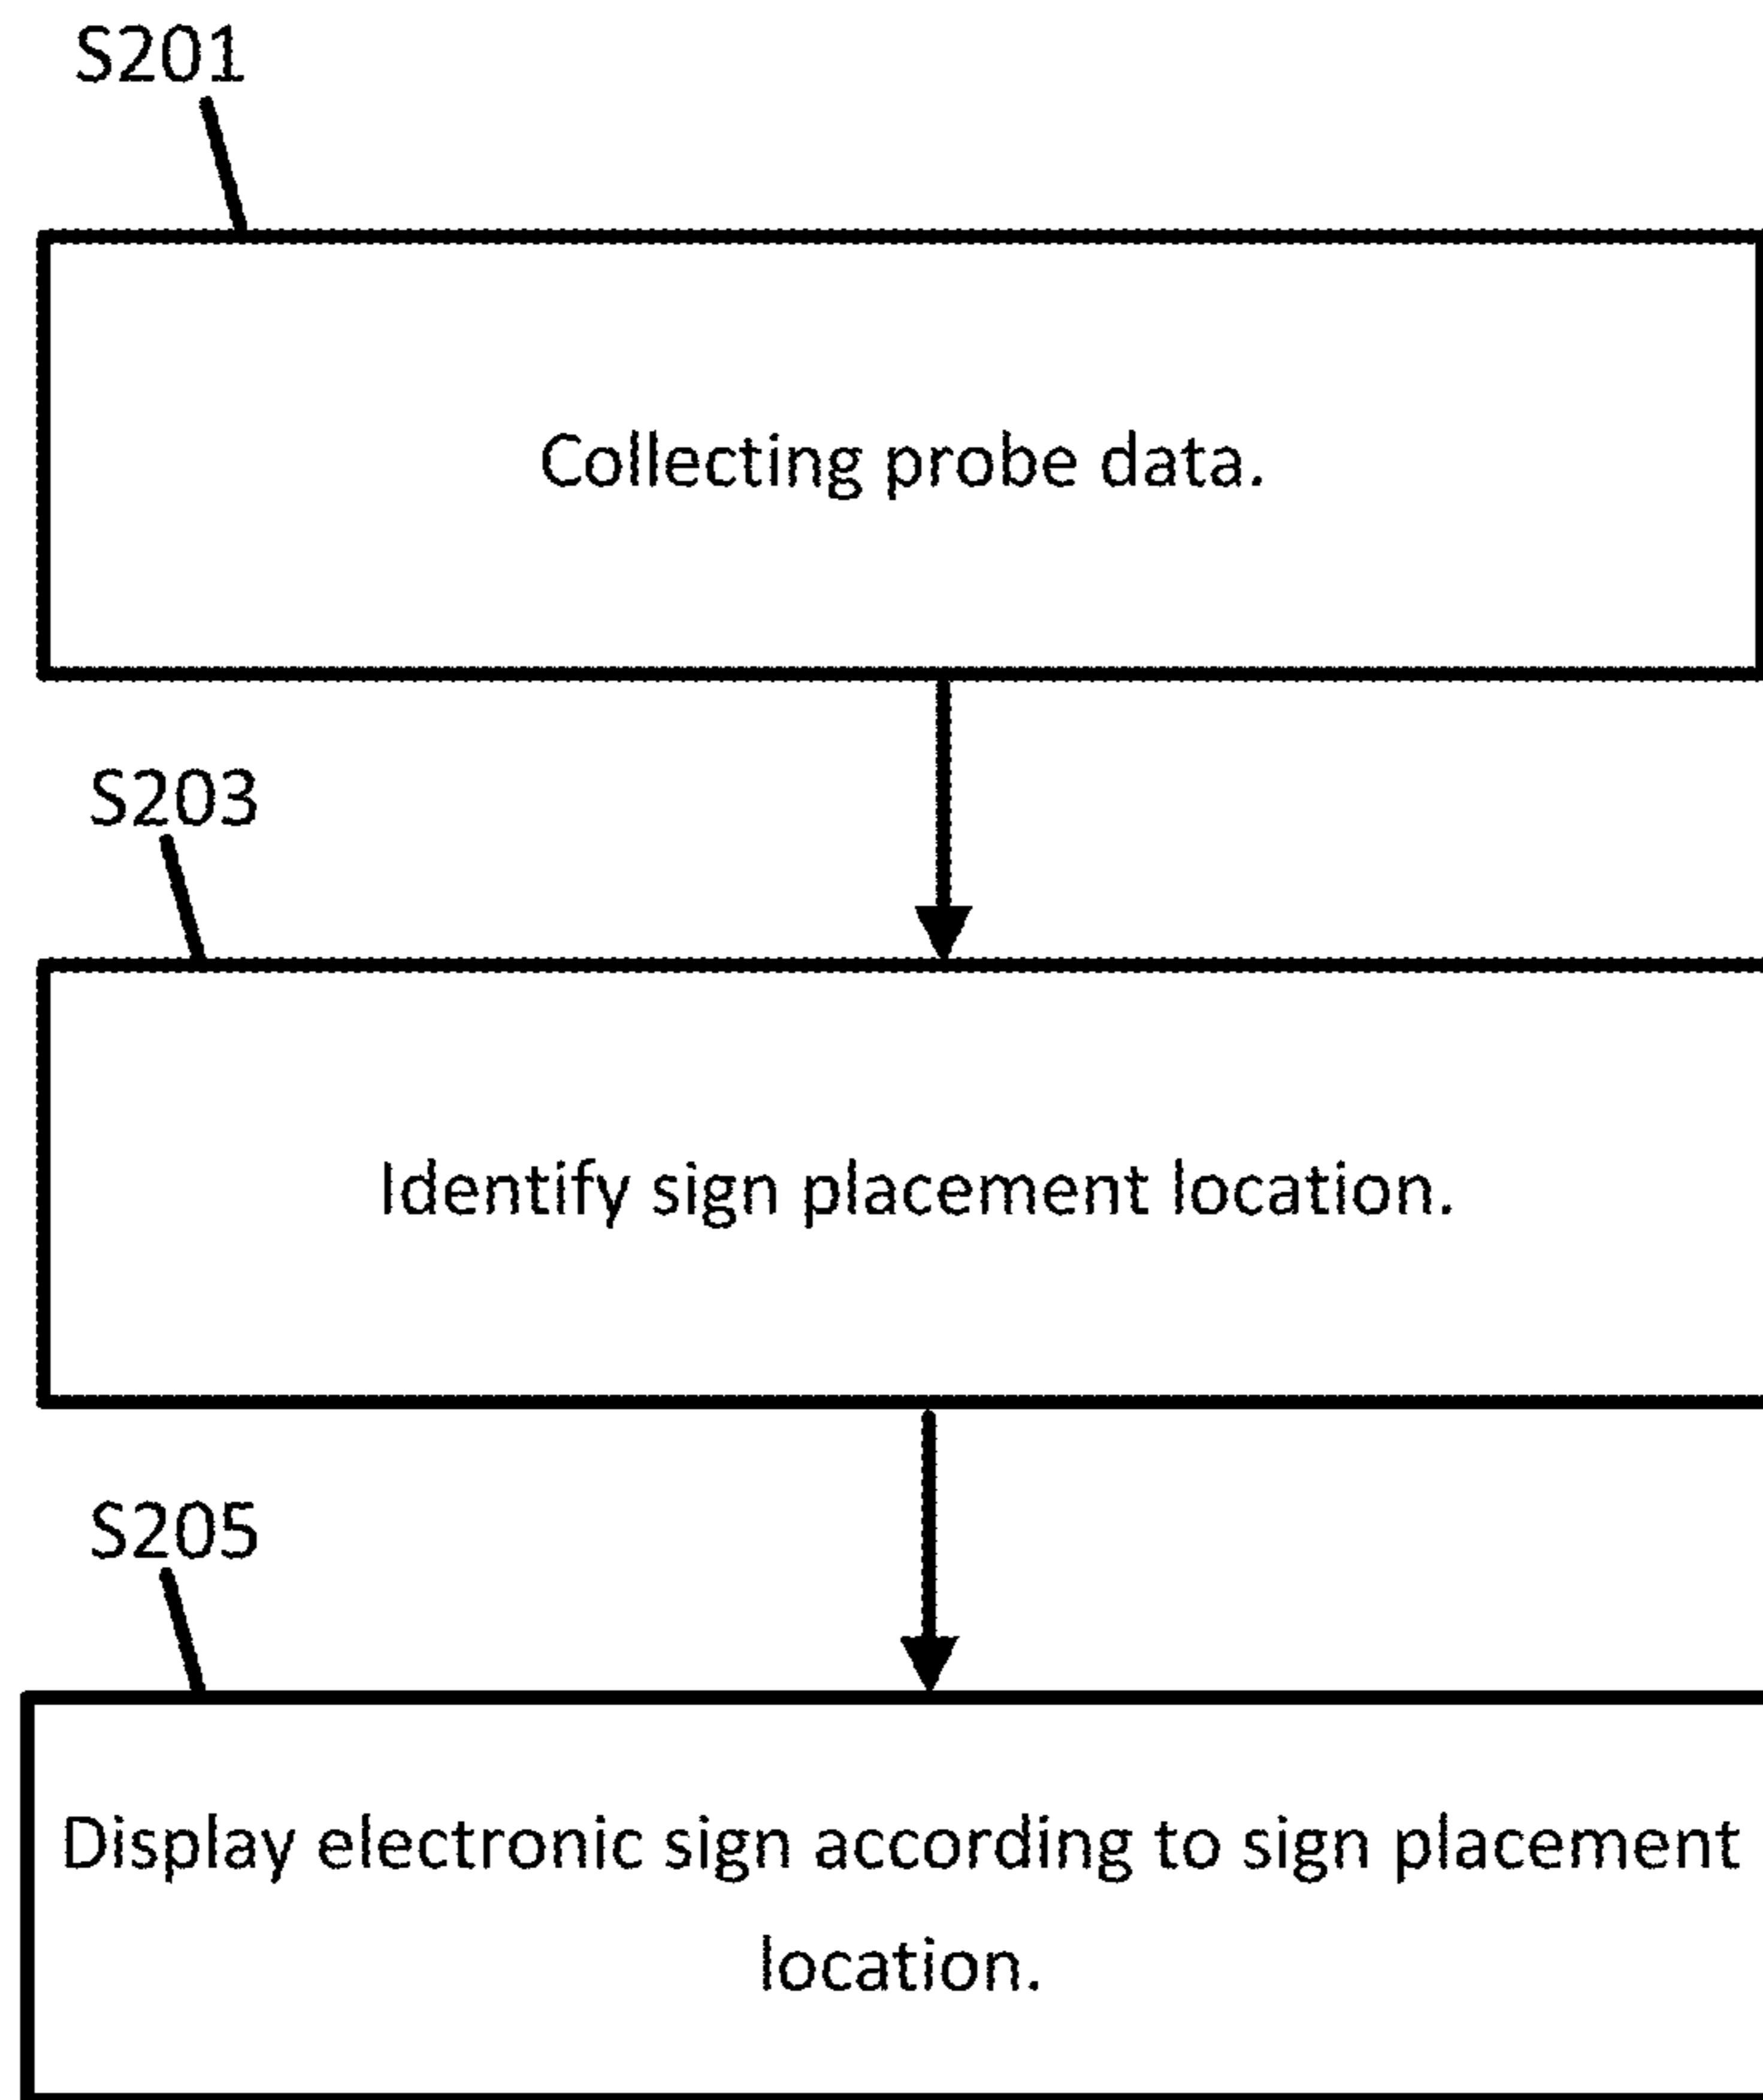 S201
Collecting probe data.
S203
Identify sign placement location.
S205
Display electronic sign according to sign placement
location.